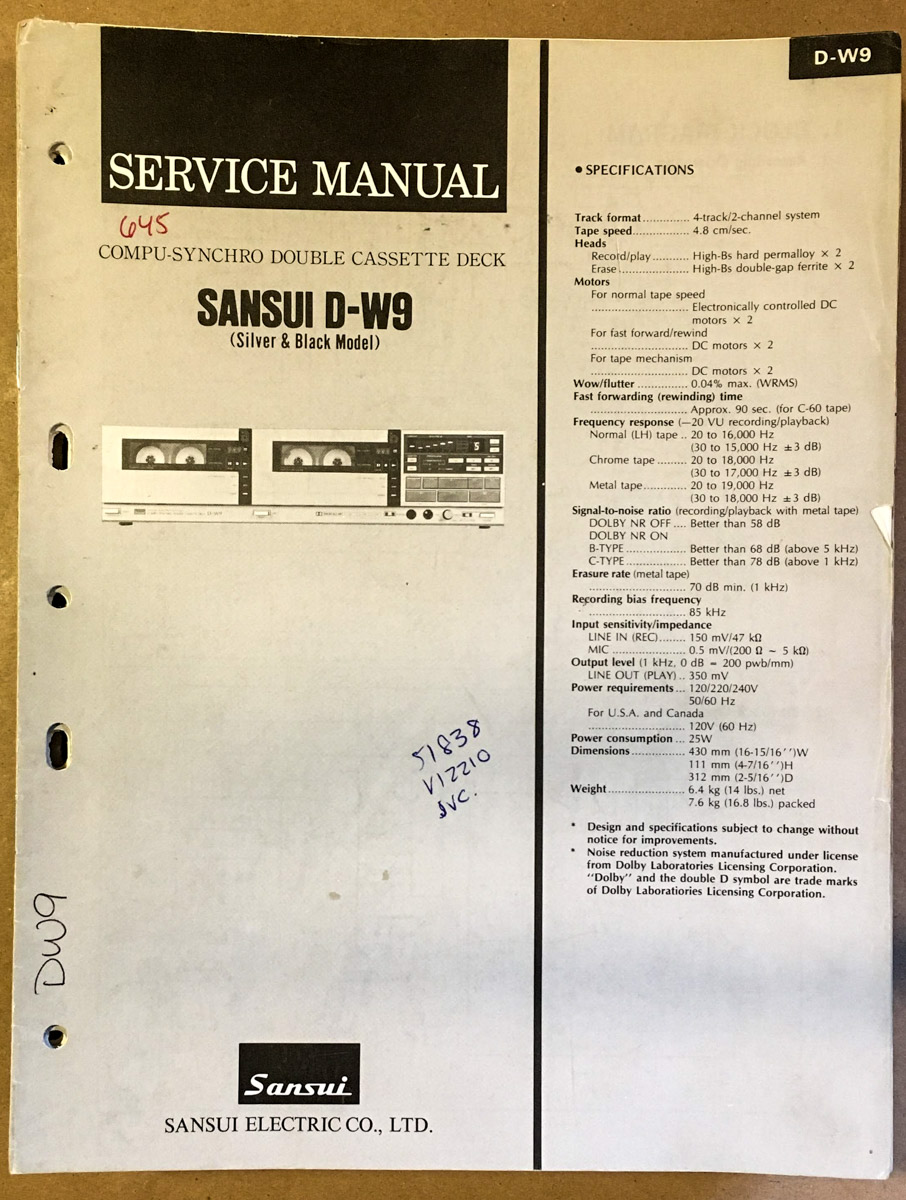 D-W9
SERVICE MANUAL
645
COMPU-SYNCHRO DOUBLE CASSETTE DECK
SANSUI D-W9
(Silver & Black Model)
51838
V12210
SVC.
DW9
Sansui
SANSUI ELECTRIC CO., LTD.
● SPECIFICATIONS
Track format .............. 4-track/2-channel system
Tape speed ................. 4.8 cm/sec.
Heads
Record/play ........... High-Bs hard permalloy × 2
Erase ..................... High-Bs double-gap ferrite × 2
Motors
For normal tape speed
............................. Electronically controlled DC
motors × 2
For fast forward/rewind
............................. DC motors × 2
For tape mechanism
............................. DC motors × 2
Wow/flutter ............... 0.04% max. (WRMS)
Fast forwarding (rewinding) time
............................. Approx. 90 sec. (for C-60 tape)
Frequency response (—20 VU recording/playback)
Normal (LH) tape .. 20 to 16,000 Hz
(30 to 15,000 Hz ±3 dB)
Chrome tape ......... 20 to 18,000 Hz
(30 to 17,000 Hz ±3 dB)
Metal tape ............. 20 to 19,000 Hz
(30 to 18,000 Hz ±3 dB)
Signal-to-noise ratio (recording/playback with metal tape)
DOLBY NR OFF .... Better than 58 dB
DOLBY NR ON
B-TYPE .................. Better than 68 dB (above 5 kHz)
C-TYPE .................. Better than 78 dB (above 1 kHz)
Erasure rate (metal tape)
............................. 70 dB min. (1 kHz)
Recording bias frequency
............................. 85 kHz
Input sensitivity/impedance
LINE IN (REC) ........ 150 mV/47 kΩ
MIC ...................... 0.5 mV/(200 Ω ~ 5 kΩ)
Output level (1 kHz, 0 dB = 200 pwb/mm)
LINE OUT (PLAY) .. 350 mV
Power requirements ... 120/220/240V
50/60 Hz
For U.S.A. and Canada
............................. 120V (60 Hz)
Power consumption ... 25W
Dimensions ................ 430 mm (16-15/16′′)W
111 mm (4-7/16′′)H
312 mm (2-5/16′′)D
Weight ....................... 6.4 kg (14 lbs.) net
7.6 kg (16.8 lbs.) packed
* Design and specifications subject to change without
notice for improvements.
* Noise reduction system manufactured under license
from Dolby Laboratories Licensing Corporation.
“Dolby” and the double D symbol are trade marks
of Dolby Laboratiories Licensing Corporation.